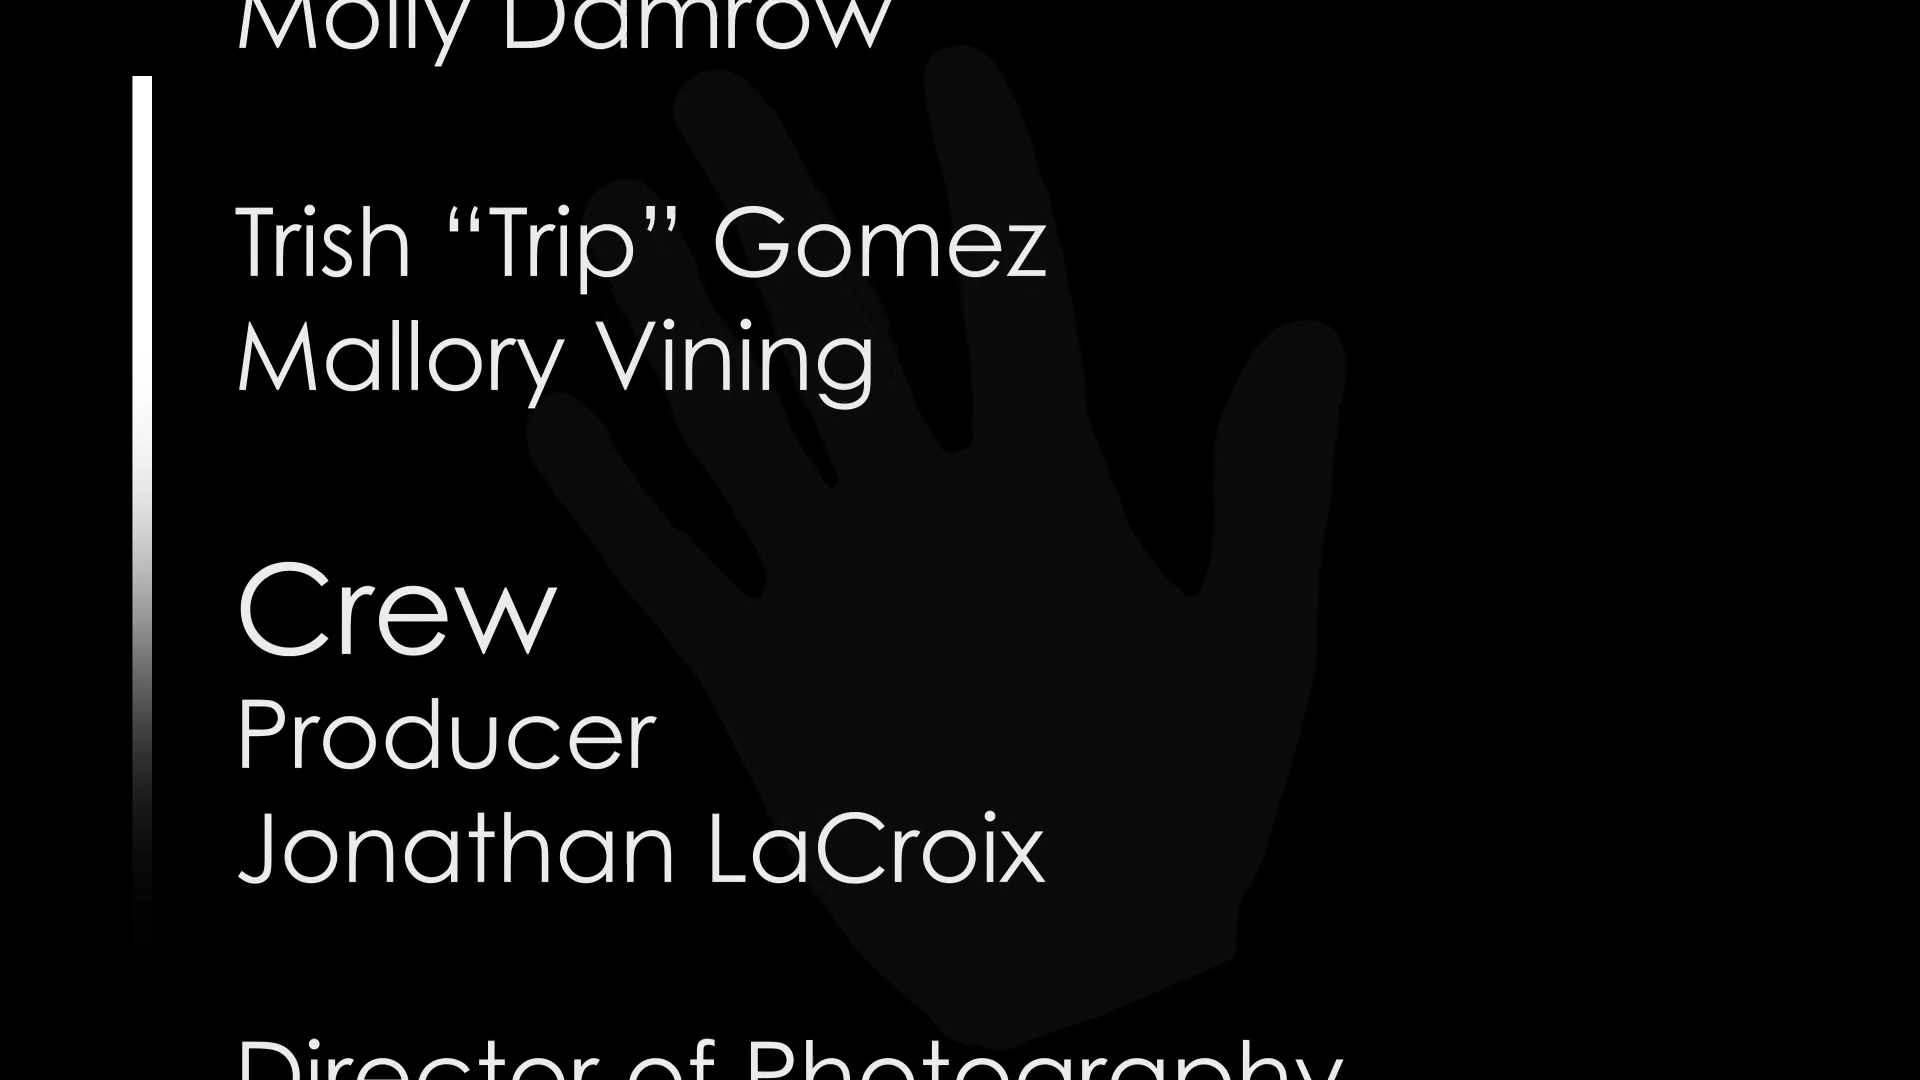 Molly Damrow
Trish “Trip” Gomez
Mallory Vining
Crew
Producer
Jonathan LaCroix
Director of Photography